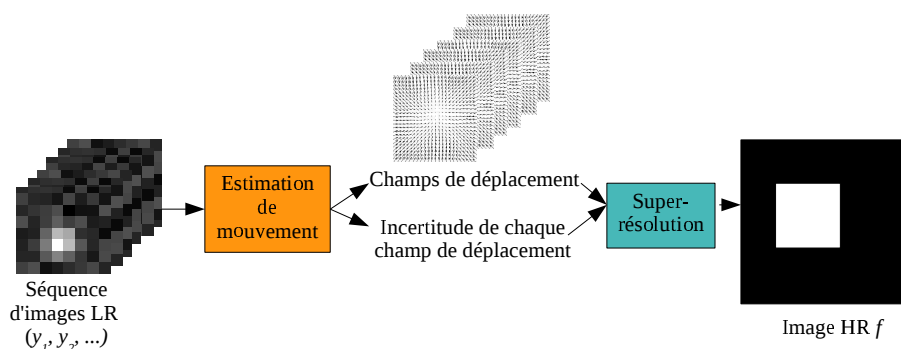 Séquence
d'images LR
(y₁, y₂, ...)
Estimation
de
mouvement
Champs de déplacement
Incertitude de chaque
champ de déplacement
Super-
résolution
Image HR f